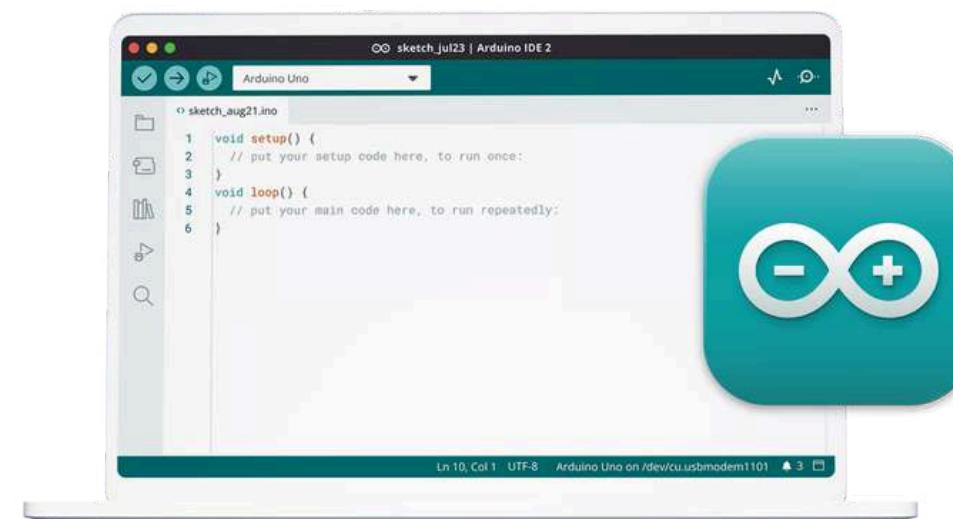 sketch_jul23 | Arduino IDE 2
Arduino Uno
sketch_aug21.ino
...
1 void setup() {
2 // put your setup code here, to run once:
3 }
4 void loop() {
5 // put your main code here, to run repeatedly:
6 }
Ln 10, Col 1 UTF-8 Arduino Uno on /dev/cu.usbmodem1101 3